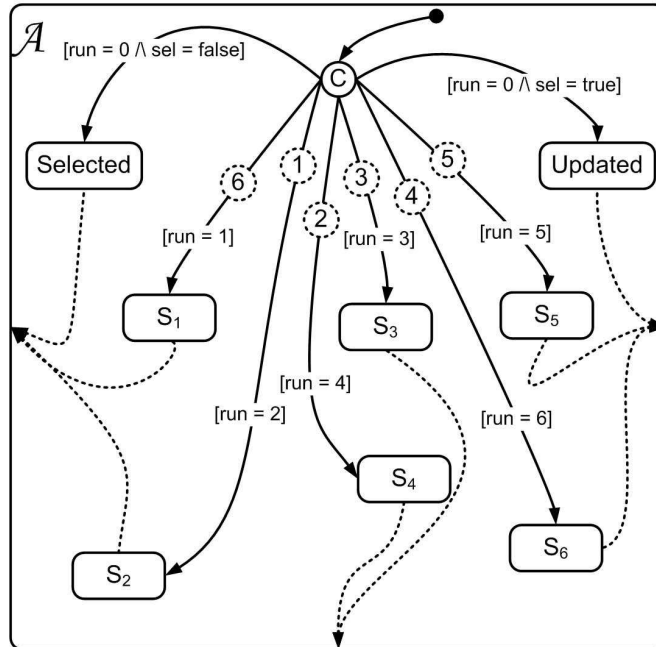 𝒜
[run = 0 /\ sel = false]
C
[run = 0 /\ sel = true]
Selected
6
1
2
3
4
5
Updated
[run = 1]
[run = 3]
[run = 5]
S₁
S₃
S₅
[run = 2]
[run = 4]
[run = 6]
S₄
S₂
S₆